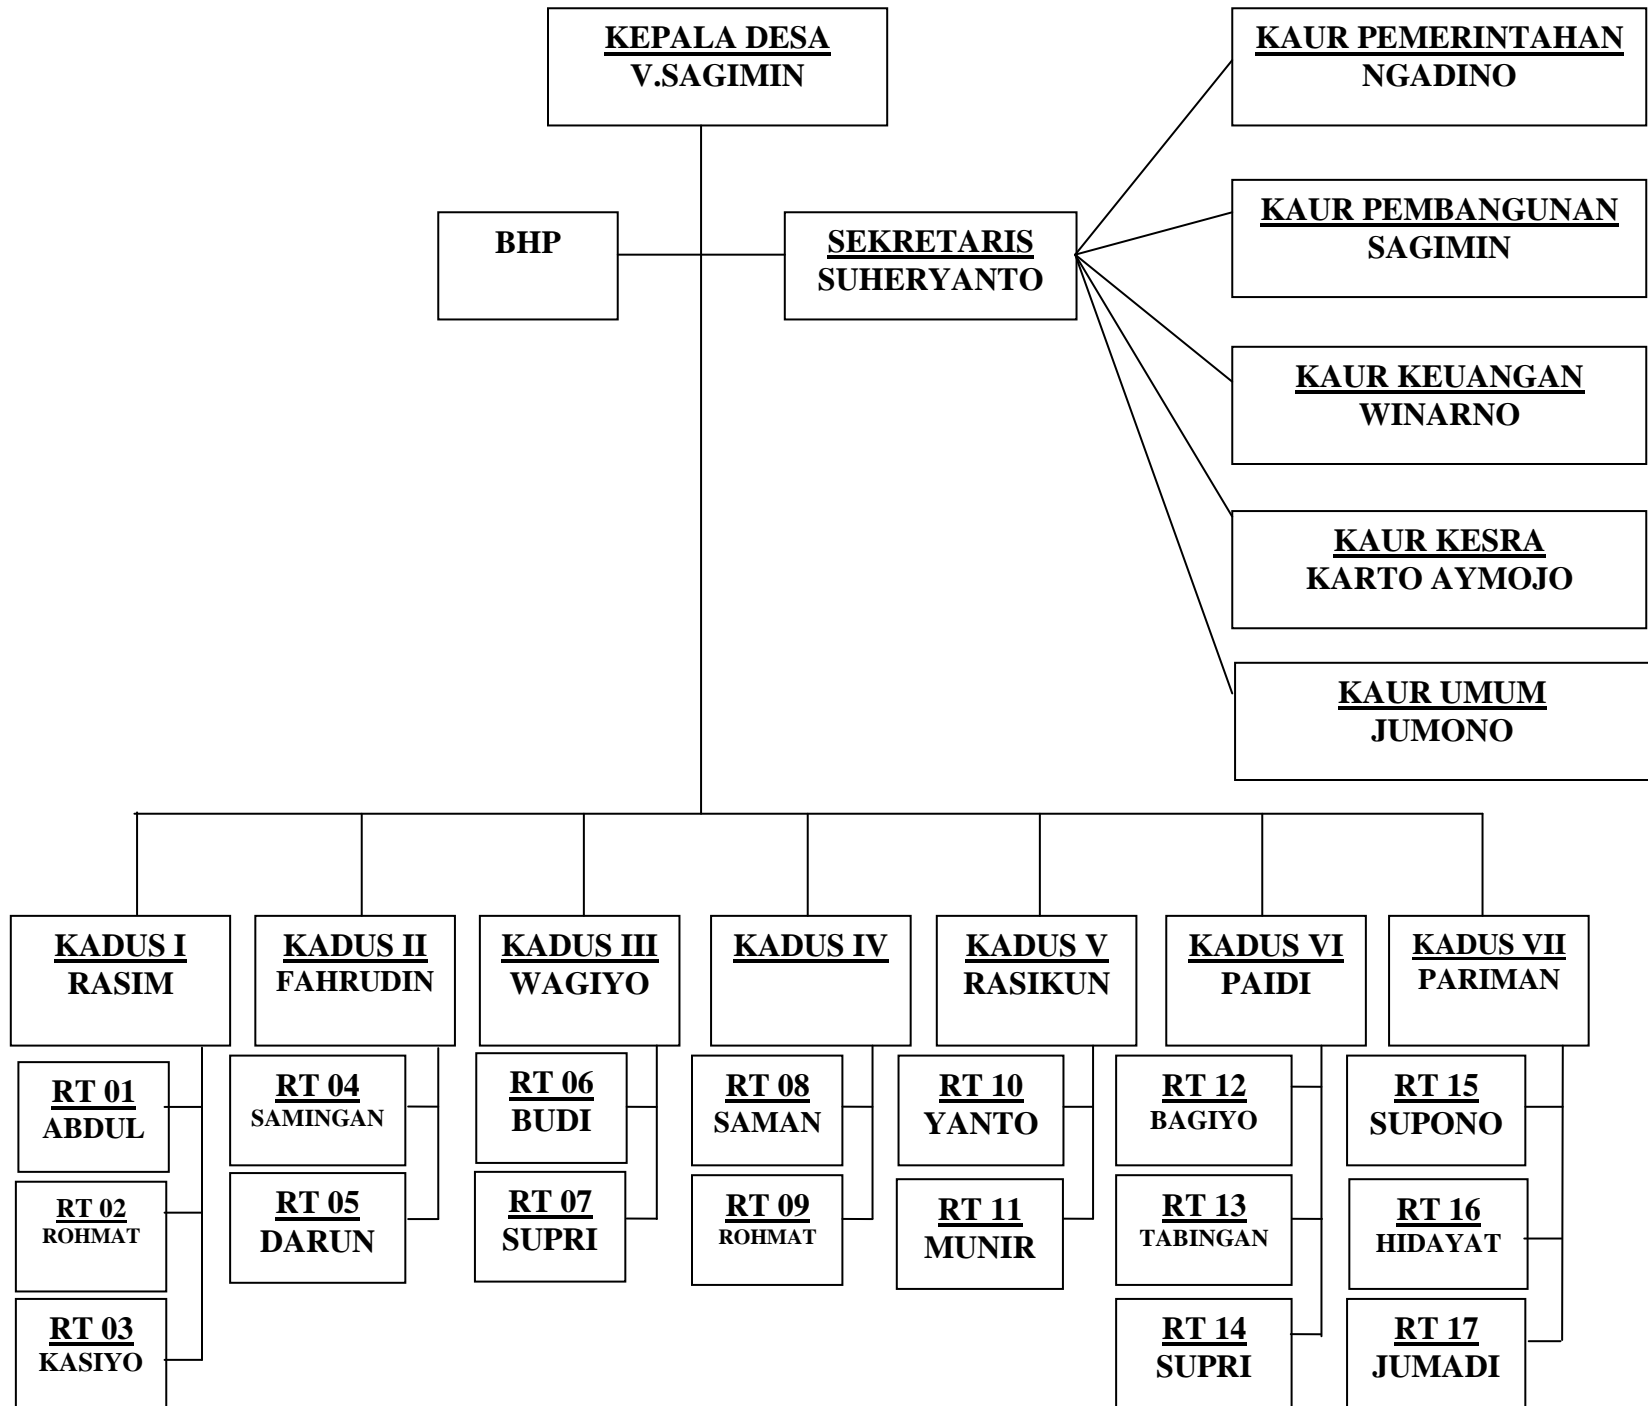 KEPALA DESA
V.SAGIMIN
KAUR PEMERINTAHAN
NGADINO
KAUR PEMBANGUNAN
SAGIMIN
BHP
SEKRETARIS
SUHERYANTO
KAUR KEUANGAN
WINARNO
KAUR KESRA
KARTO AYMOJO
KAUR UMUM
JUMONO
KADUS I
RASIM
KADUS II
FAHRUDIN
KADUS III
WAGIYO
KADUS IV
KADUS V
RASIKUN
KADUS VI
PAIDI
KADUS VII
PARIMAN
RT 01
ABDUL
RT 02
ROHMAT
RT 03
KASIYO
RT 04
SAMINGAN
RT 05
DARUN
RT 06
BUDI
RT 07
SUPRI
RT 08
SAMAN
RT 09
ROHMAT
RT 10
YANTO
RT 11
MUNIR
RT 12
BAGIYO
RT 13
TABINGAN
RT 14
SUPRI
RT 15
SUPONO
RT 16
HIDAYAT
RT 17
JUMADI